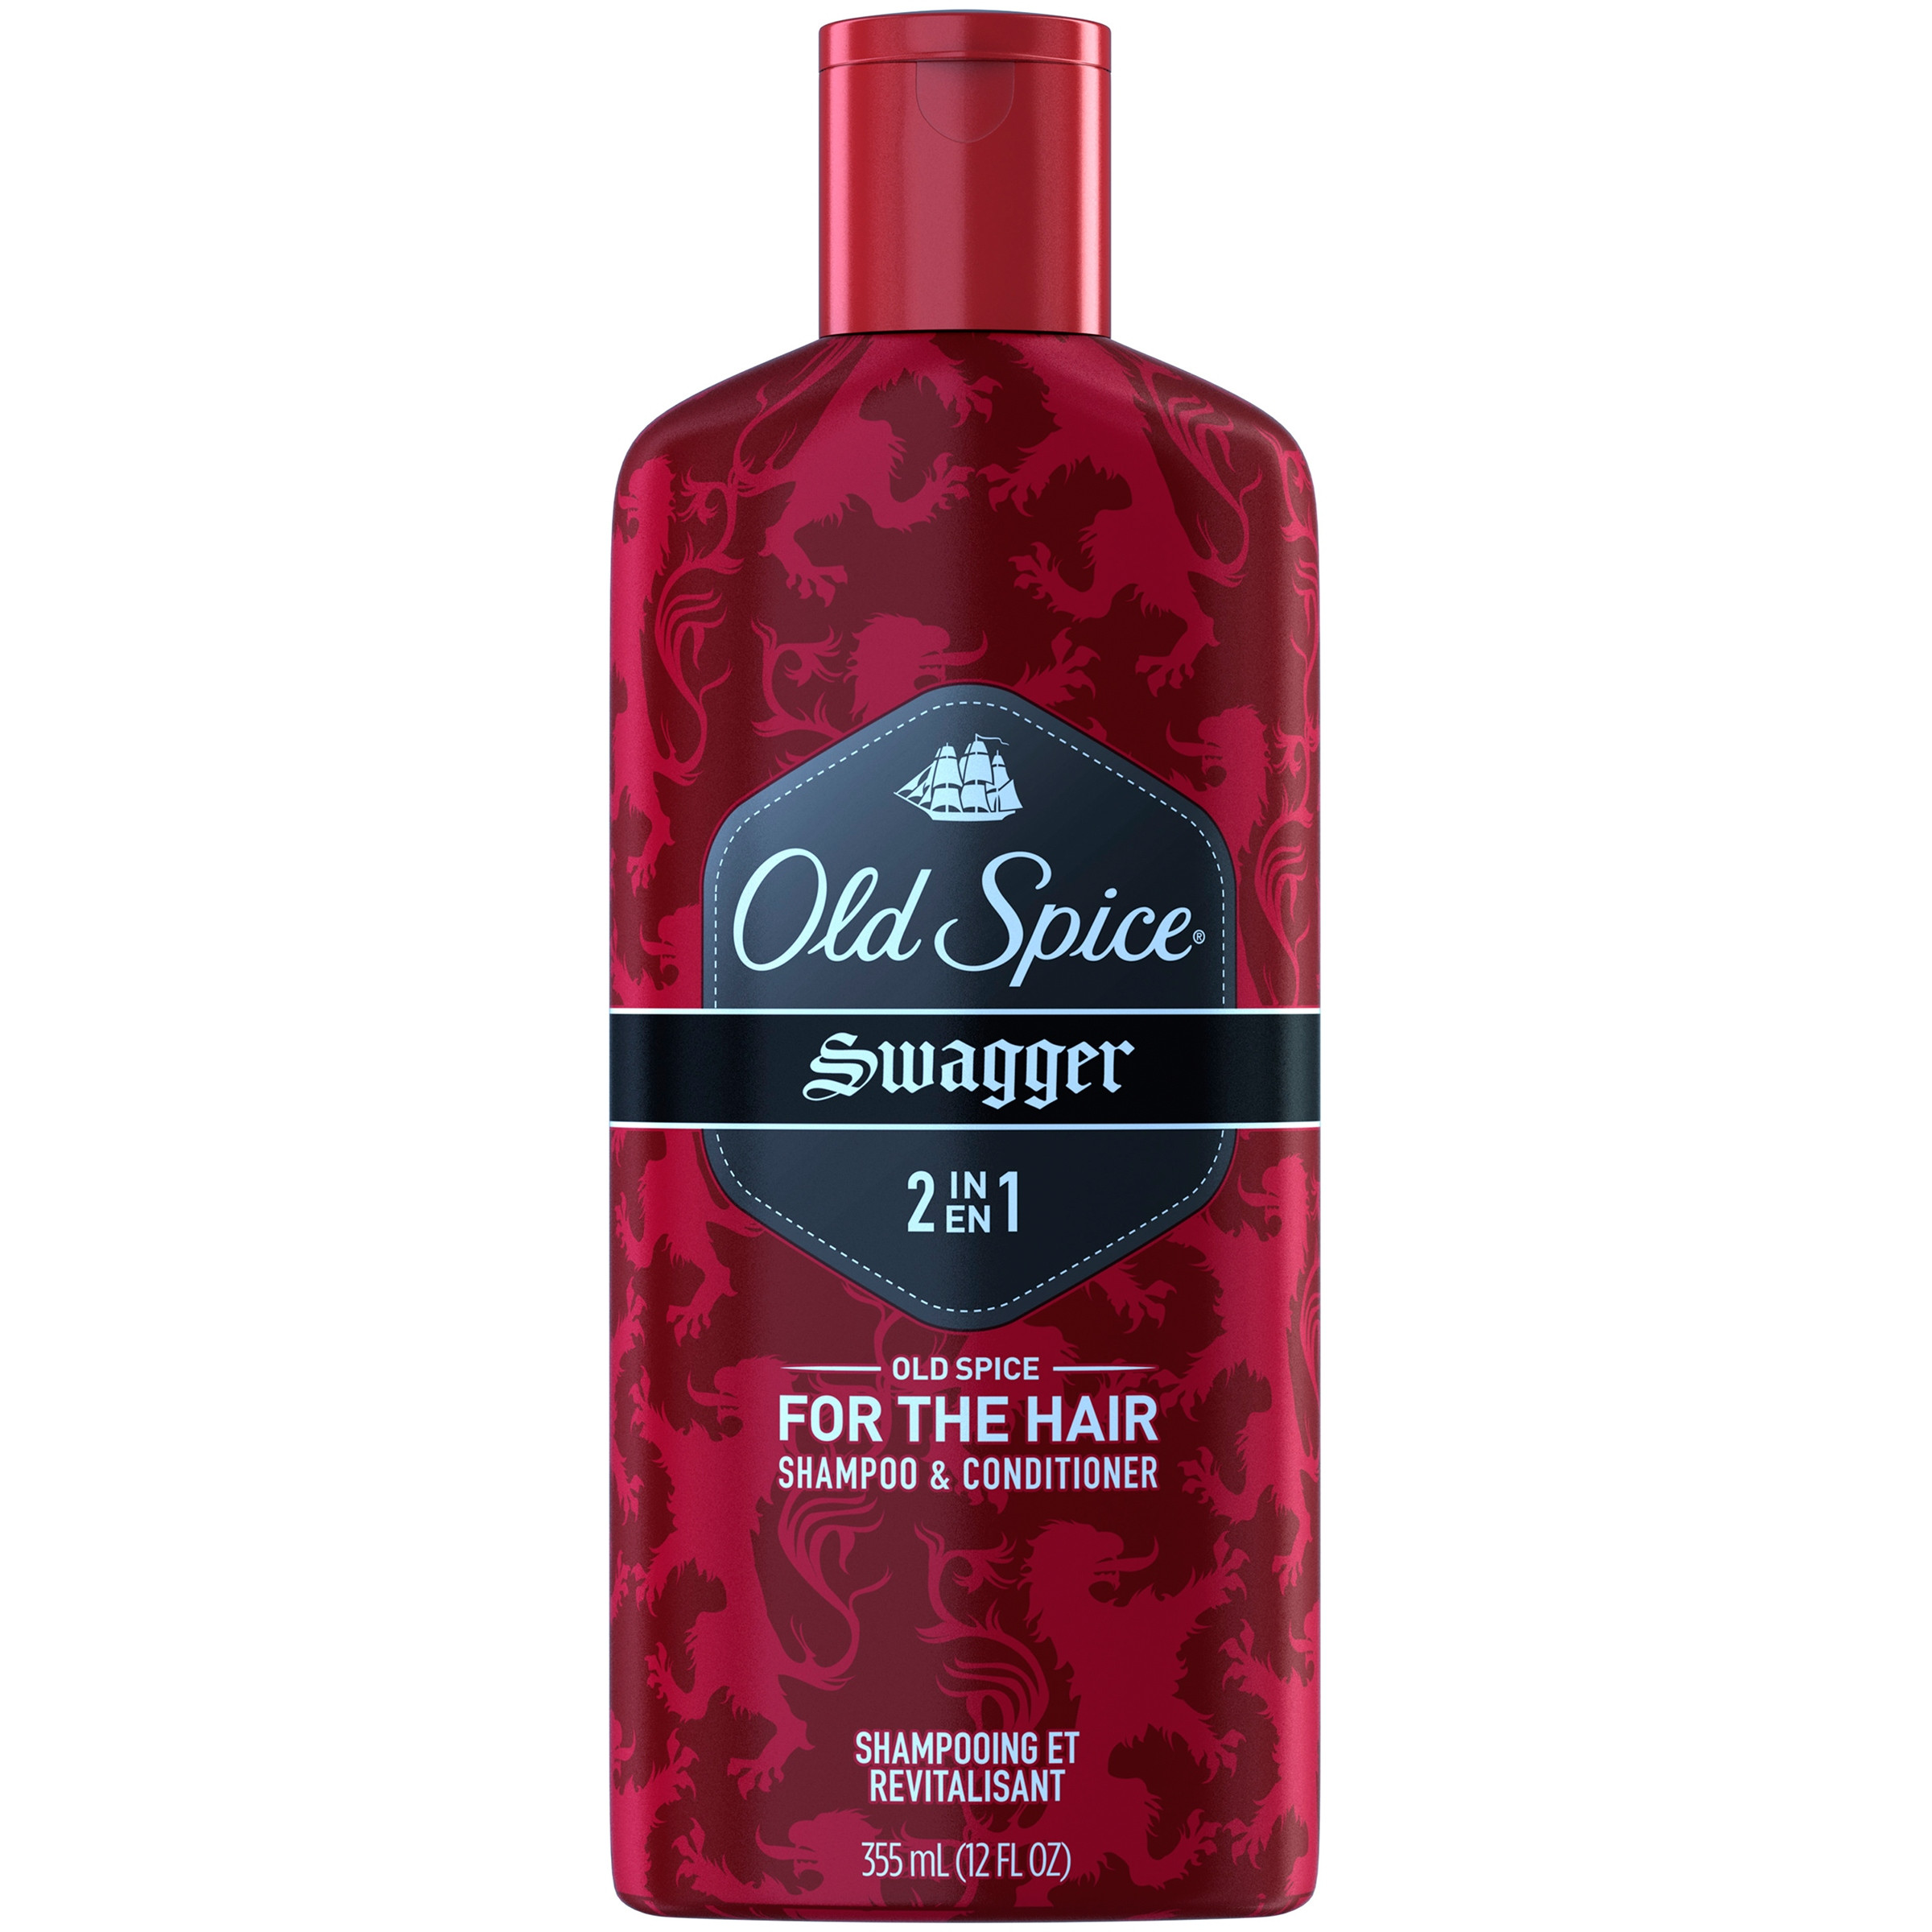 Old Spice®
Swagger
2 IN EN 1
OLD SPICE
FOR THE HAIR
SHAMPOO & CONDITIONER
SHAMPOOING ET
REVITALISANT
355 mL (12 FL OZ)